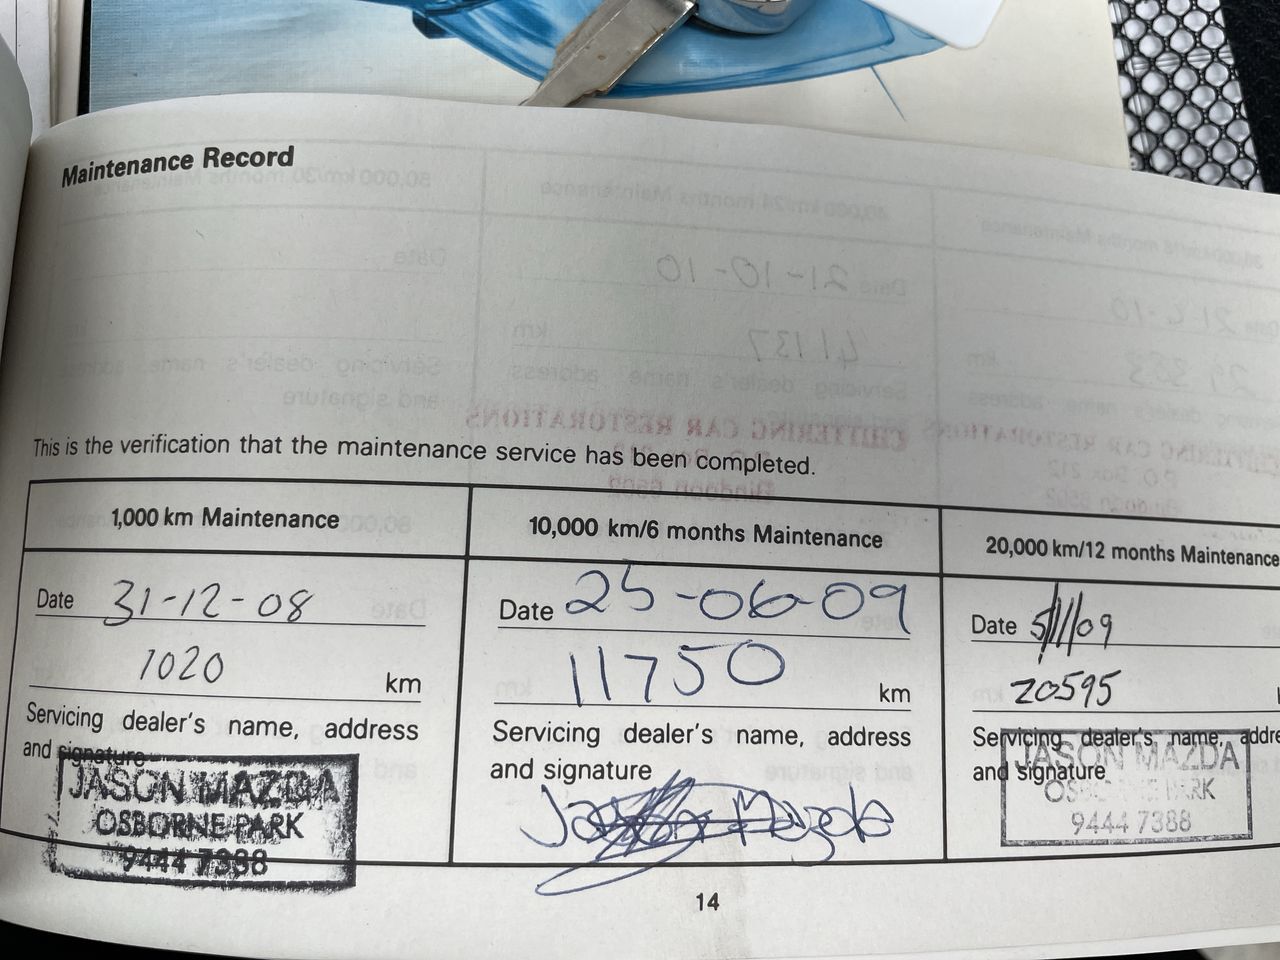 Maintenance Record
This is the verification that the maintenance service has been completed.
1,000 km Maintenance
Date 31-12-08
1020 km
Servicing dealer's name, address
and signature
JASON MAZDA
OSBORNE PARK
9444 7388
10,000 km/6 months Maintenance
Date 25-06-09
11750 km
Servicing dealer's name, address
and signature
Mazda
20,000 km/12 months Maintenance
Date 5/11/09
20595
Servicing dealer's name, addre
and signature
JASON MAZDA
OSBORNE PARK
9444 7388
14